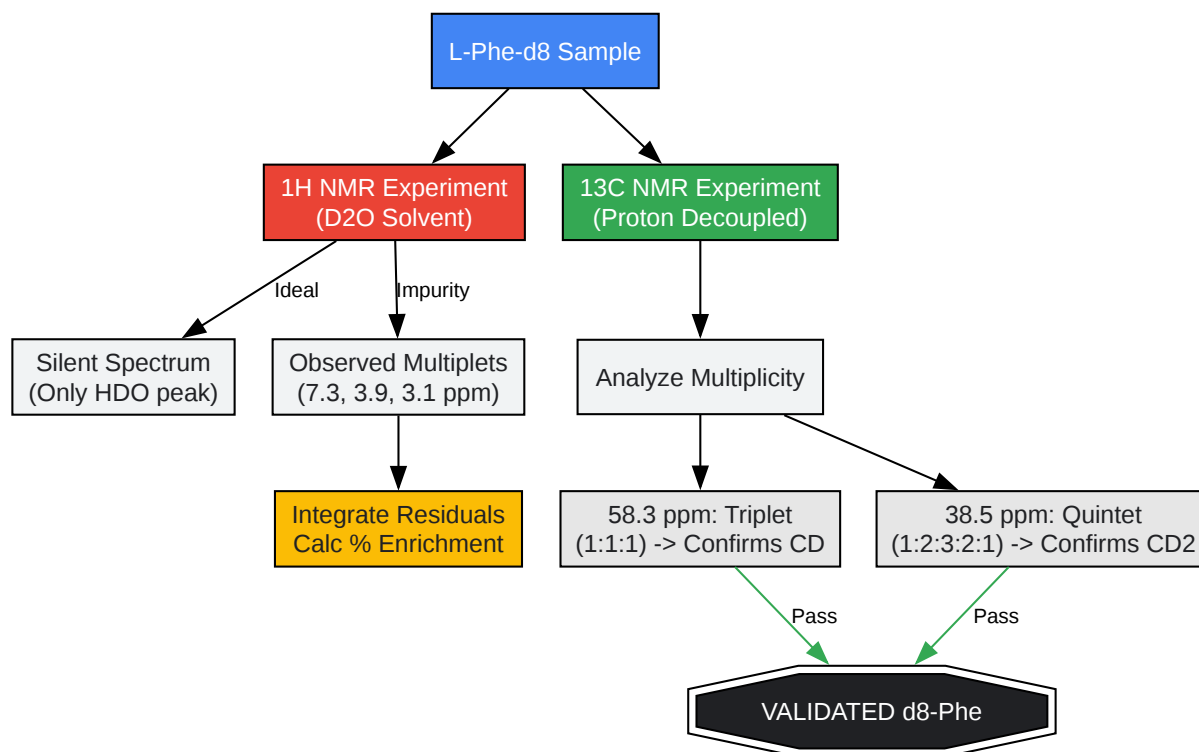 L-Phe-d8 Sample
1H NMR Experiment
(D2O Solvent)
13C NMR Experiment
(Proton Decoupled)
Ideal
Impurity
Silent Spectrum
(Only HDO peak)
Observed Multiplets
(7.3, 3.9, 3.1 ppm)
Analyze Multiplicity
Integrate Residuals
Calc % Enrichment
58.3 ppm: Triplet
(1:1:1) -> Confirms CD
38.5 ppm: Quintet
(1:2:3:2:1) -> Confirms CD2
Pass
Pass
VALIDATED d8-Phe